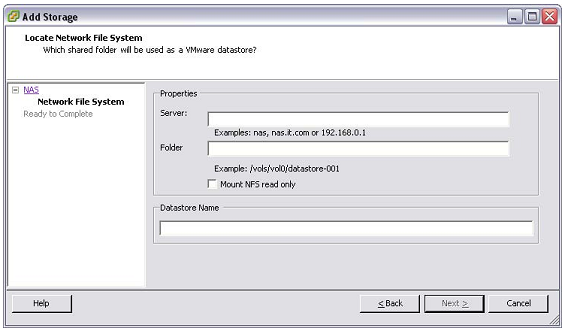 Add Storage
Locate Network File System
Which shared folder will be used as a VMware datastore?
NAS
Network File System
Ready to Complete
Properties
Server:
Examples: nas, nas.it.com or 192.168.0.1
Folder
Example: /vols/vol0/datastore-001
Mount NFS read only
Datastore Name
Help
< Back
Next >
Cancel